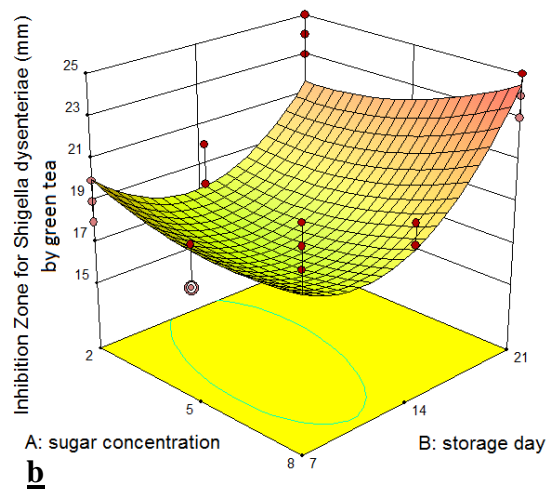 Inhibition Zone for Shigella dysenteriae (mm)
by green tea
25
23
21
19
17
15
2
5
8
7
14
21
A: sugar concentration
B: storage day
b